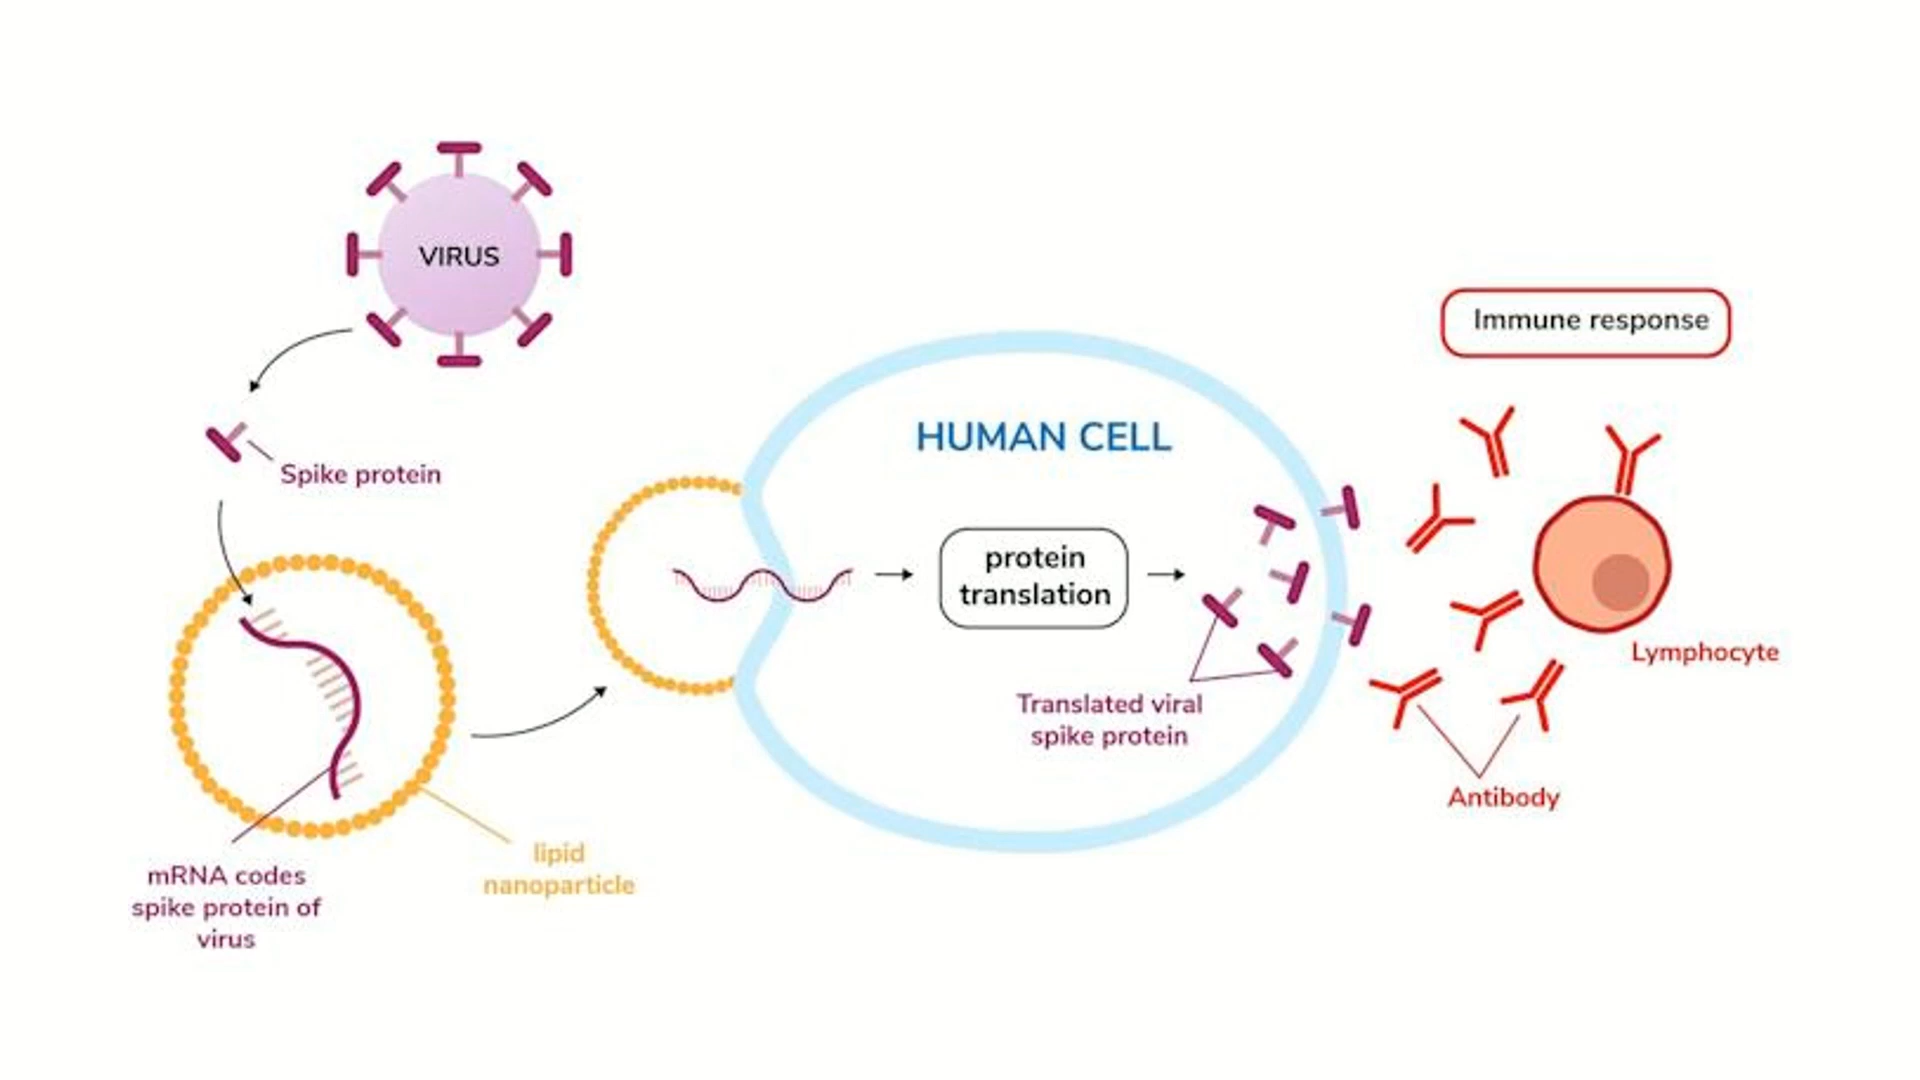 VIRUS
Spike protein
mRNA codes
spike protein of
virus
lipid
nanoparticle
HUMAN CELL
protein
translation
Translated viral
spike protein
Immune response
Lymphocyte
Antibody